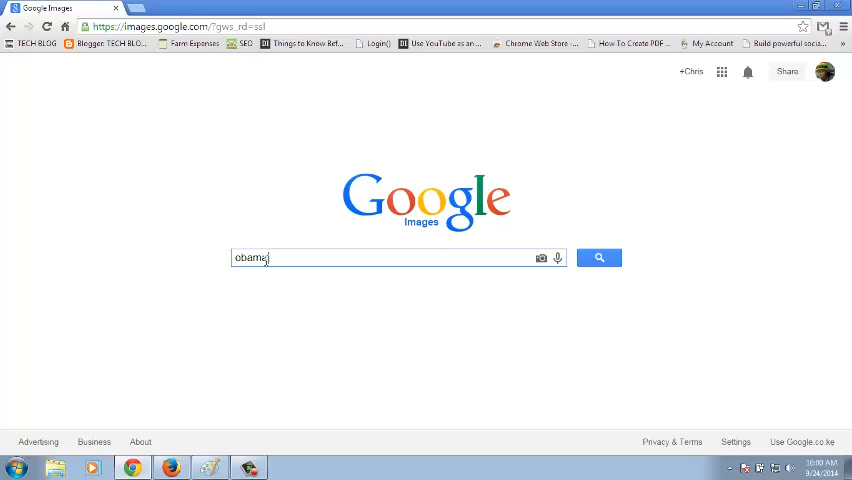 Google Images
https://images.google.com/?gws_rd=ssl
TECH BLOG Blogger: TECH BLO... Farm Expenses SEO Things to Know Bef... Login() Use YouTube as an ... Chrome Web Store -... How To Create PDF ... My Account Build powerful socia... »
+Chris Share
Google
Images
obama
Advertising Business About Privacy & Terms Settings Use Google.co.ke
10:00 AM
9/24/2014